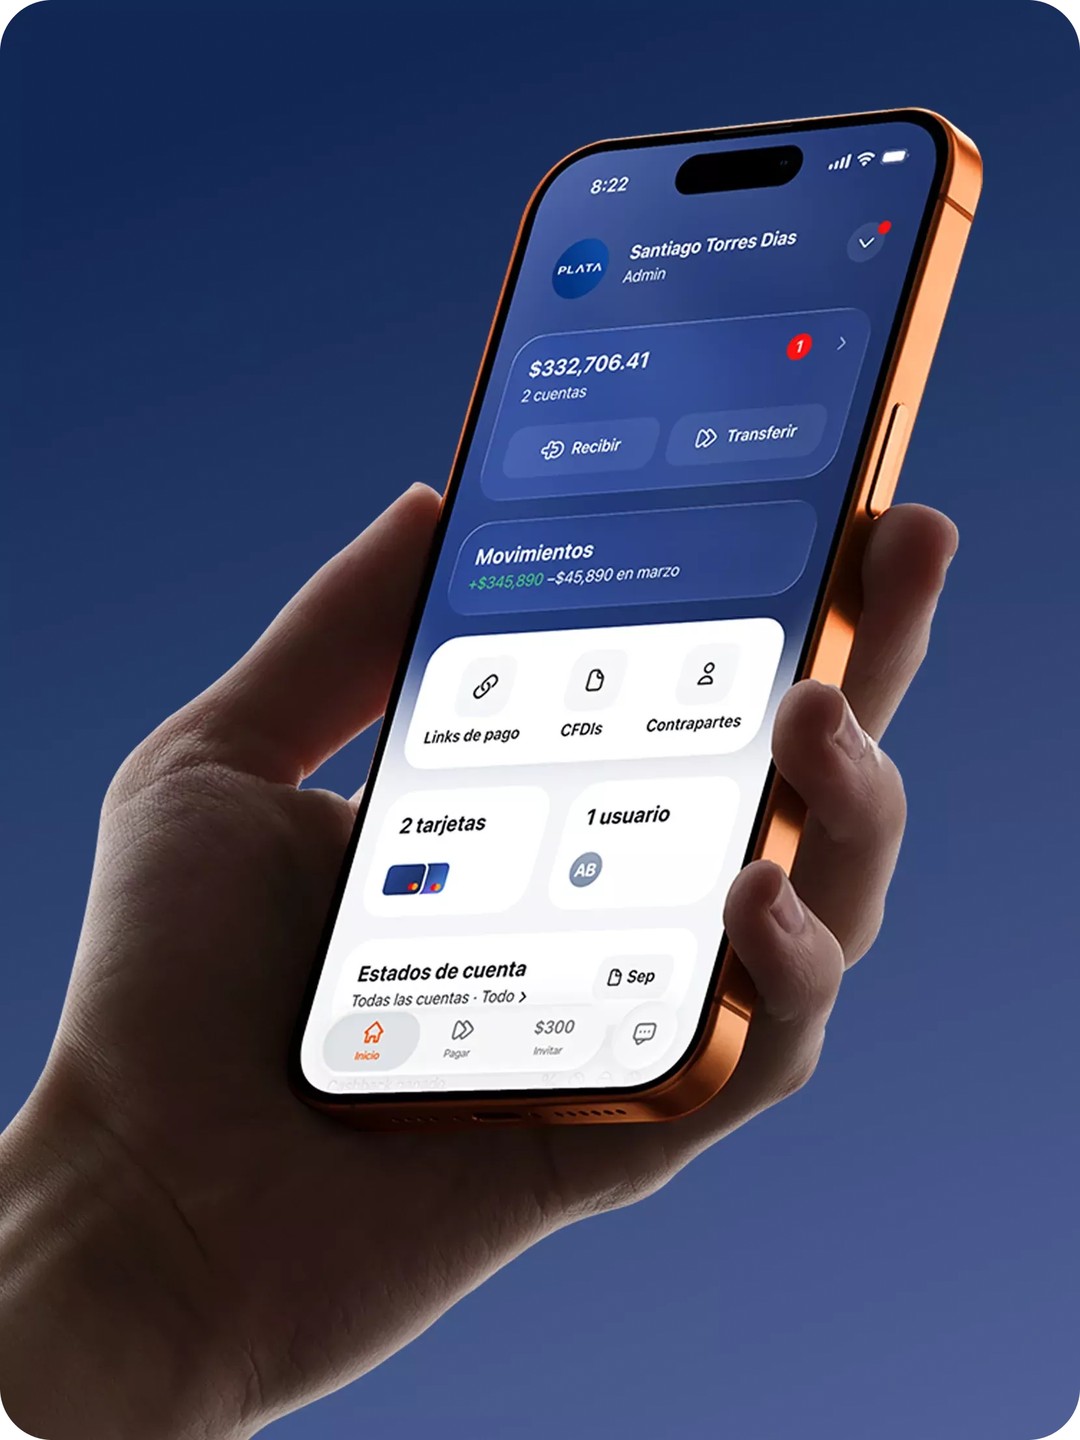 8:22
PLATA
Santiago Torres Dias
Admin
$332,706.41
1
2 cuentas
Recibir
Transferir
Movimientos
+$345,890 –$45,890 en marzo
Links de pago
CFDIs
Contrapartes
2 tarjetas
1 usuario
AB
Estados de cuenta
Todas las cuentas · Todo
Sep
Inicio
Pagar
$300
Invitar
Cashback ganado